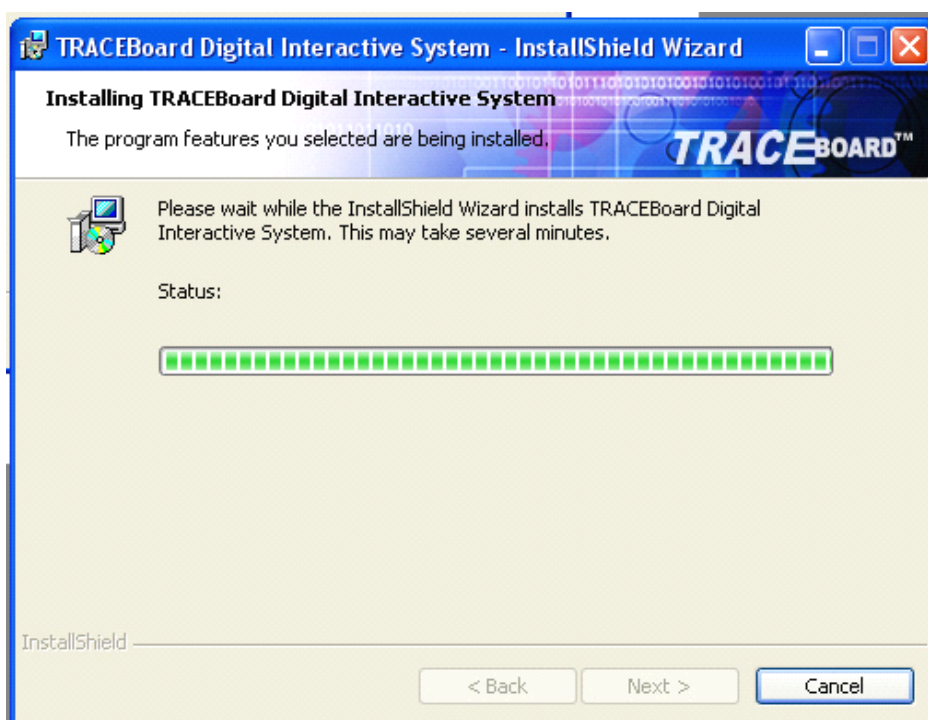 TRACEBoard Digital Interactive System - InstallShield Wizard
Installing TRACEBoard Digital Interactive System
The program features you selected are being installed.
TRACEBOARD™
Please wait while the InstallShield Wizard installs TRACEBoard Digital
Interactive System. This may take several minutes.
Status:
InstallShield
< Back
Next >
Cancel